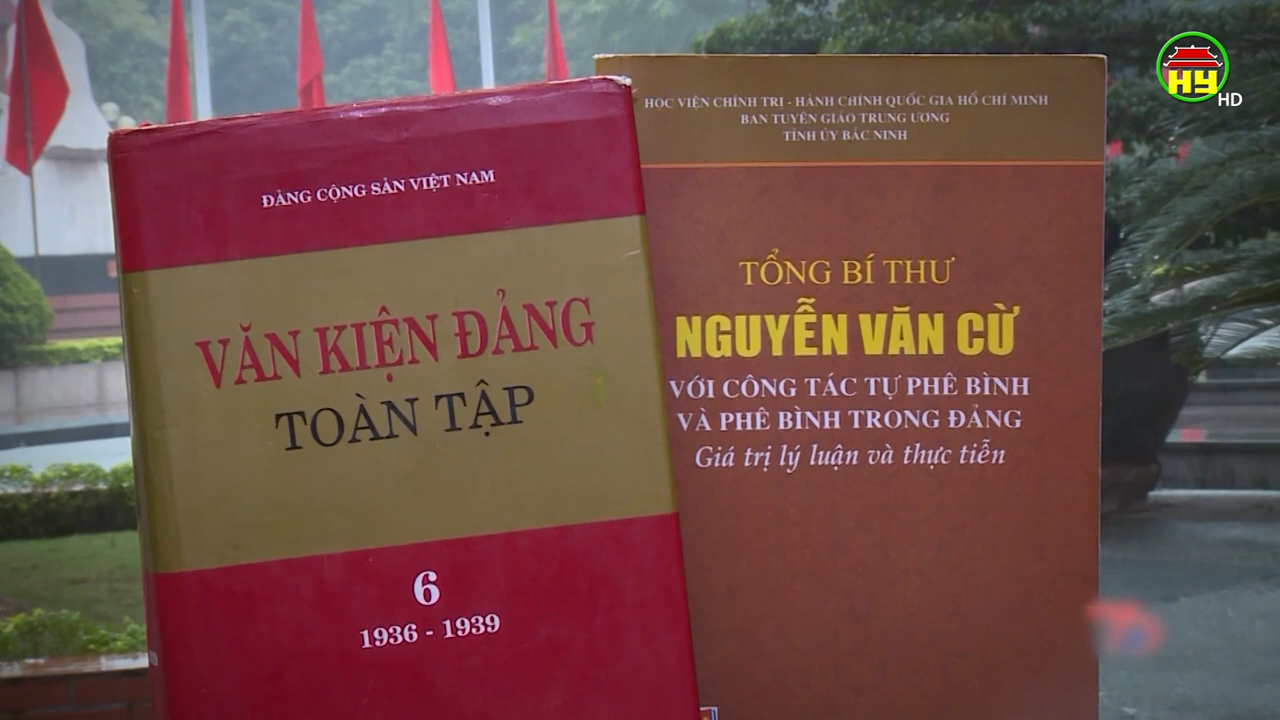 ĐẢNG CỘNG SẢN VIỆT NAM
VĂN KIỆN ĐẢNG
TOÀN TẬP
6
1936 - 1939
HỌC VIỆN CHÍNH TRỊ - HÀNH CHÍNH QUỐC GIA HỒ CHÍ MINH
BAN TUYÊN GIÁO TRUNG ƯƠNG
TỈNH ỦY BẮC NINH
TỔNG BÍ THƯ
NGUYỄN VĂN CỪ
VỚI CÔNG TÁC TỰ PHÊ BÌNH
VÀ PHÊ BÌNH TRONG ĐẢNG
Giá trị lý luận và thực tiễn
HY
HD